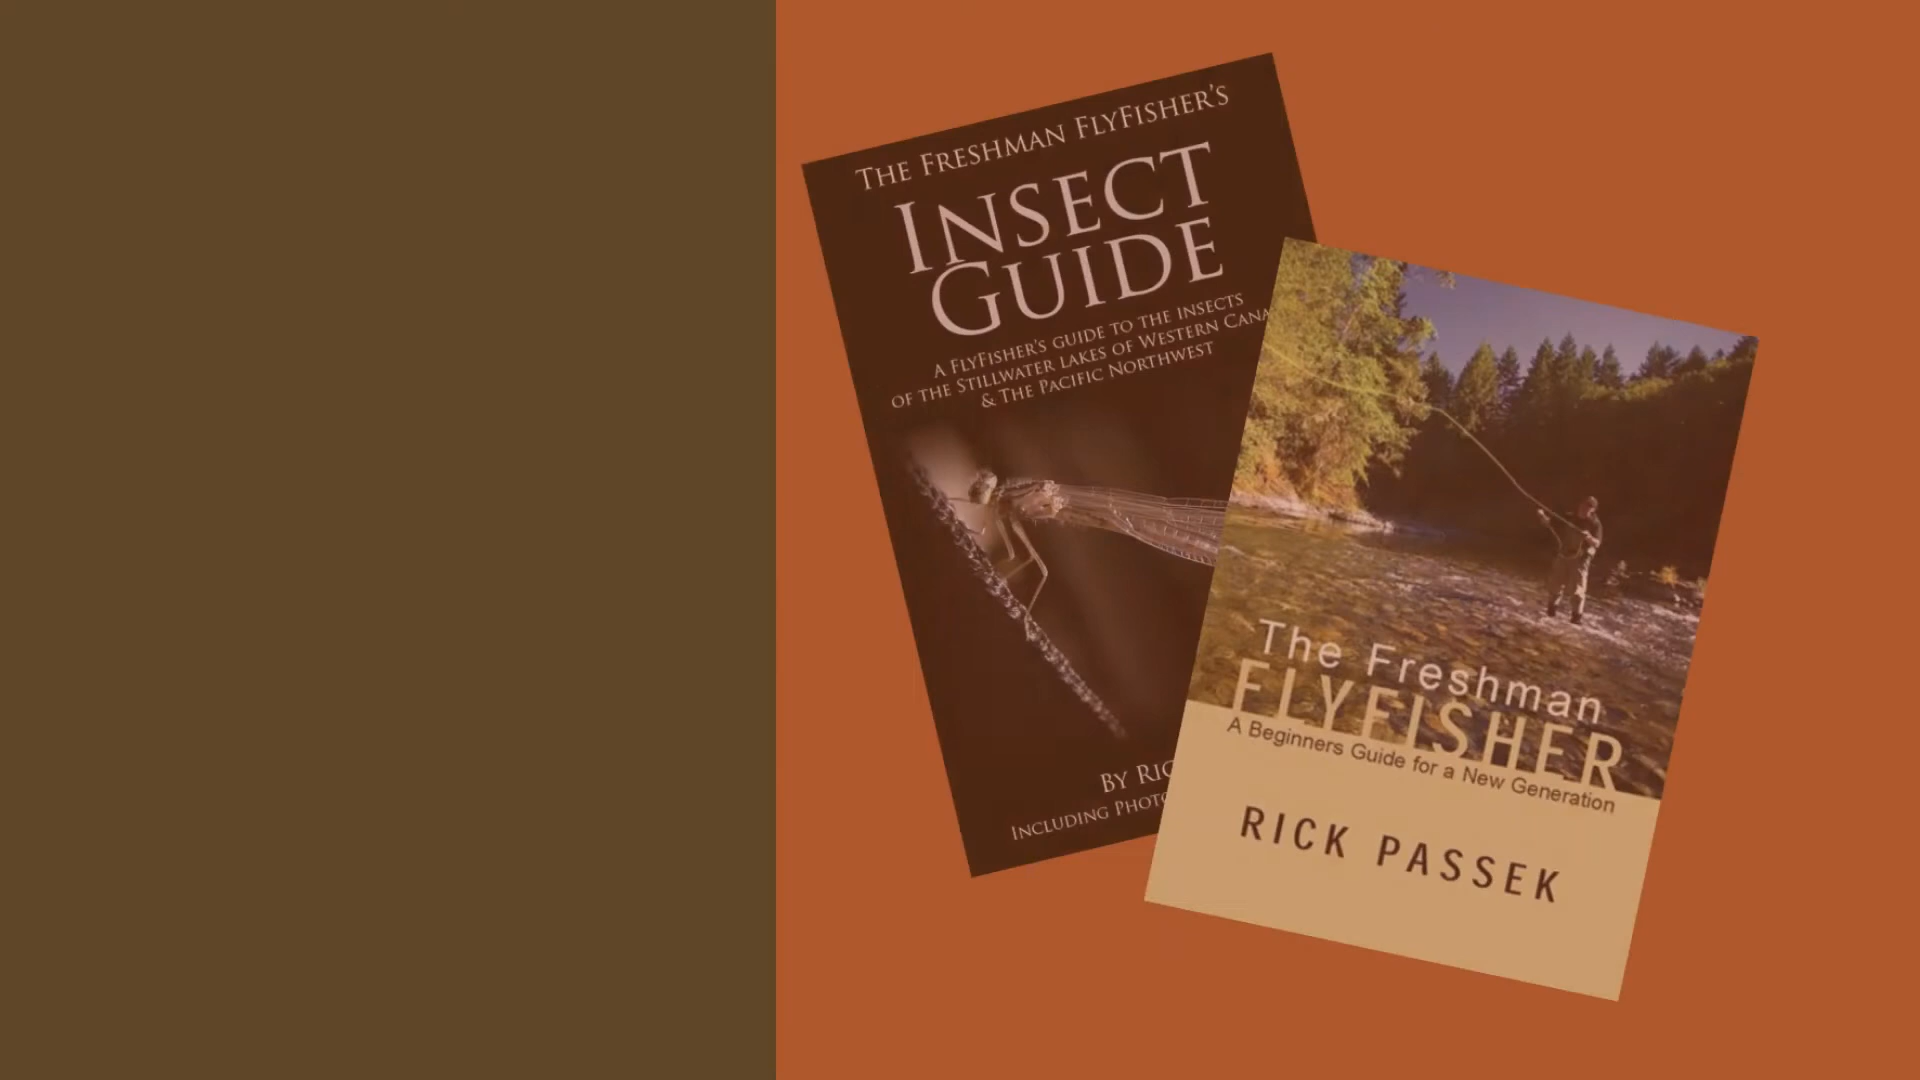 The Freshman FlyFisher's
Insect
Guide
a FlyFisher's guide to the insects
of the Stillwater lakes of Western
& The Pacific Northwest
By
Including
The Freshman
FLYFISHER
A Beginners Guide for a New Generation
RICK PASSEK